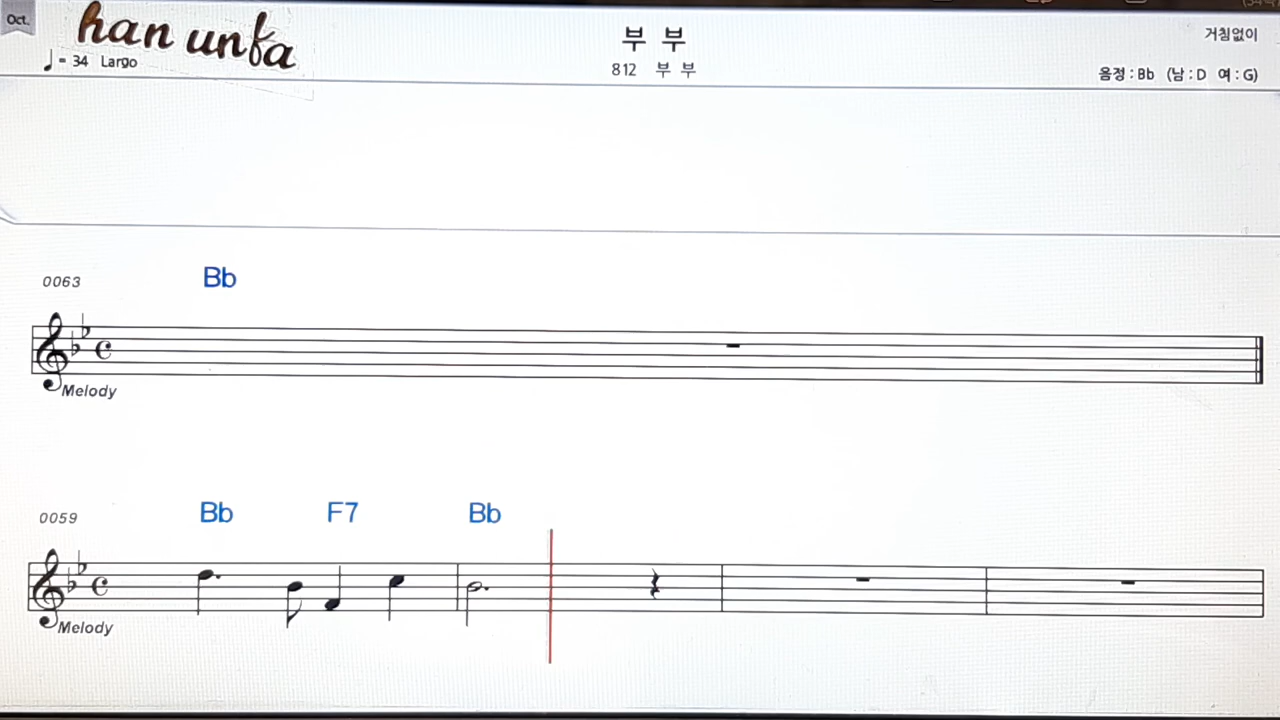 Oct.
han unfa
부 부
거침없이
♩ = 34 Largo
812 부 부
음정 : Bb (남 : D 여 : G)
0063
Bb
Melody
0059
Bb F7 Bb
Melody